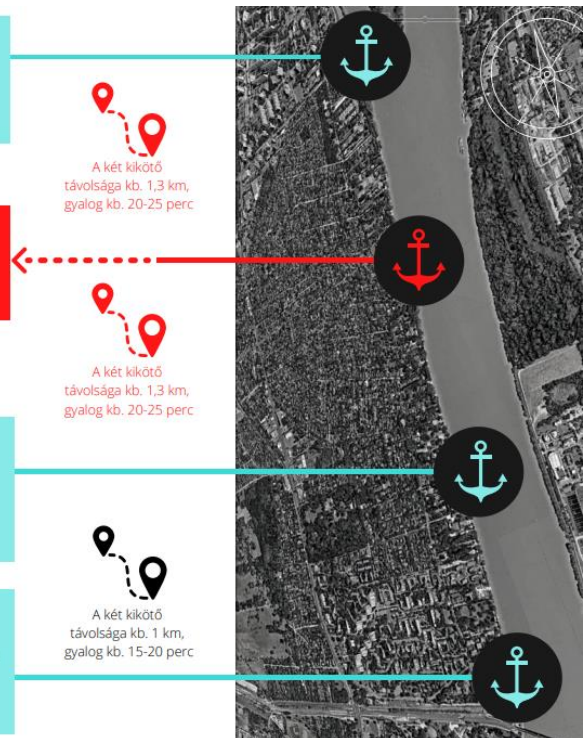 A két kikötő
távolsága kb. 1,3 km,
gyalog kb. 20-25 perc
A két kikötő
távolsága kb. 1,3 km,
gyalog kb. 20-25 perc
A két kikötő
távolsága kb. 1 km,
gyalog kb. 15-20 perc